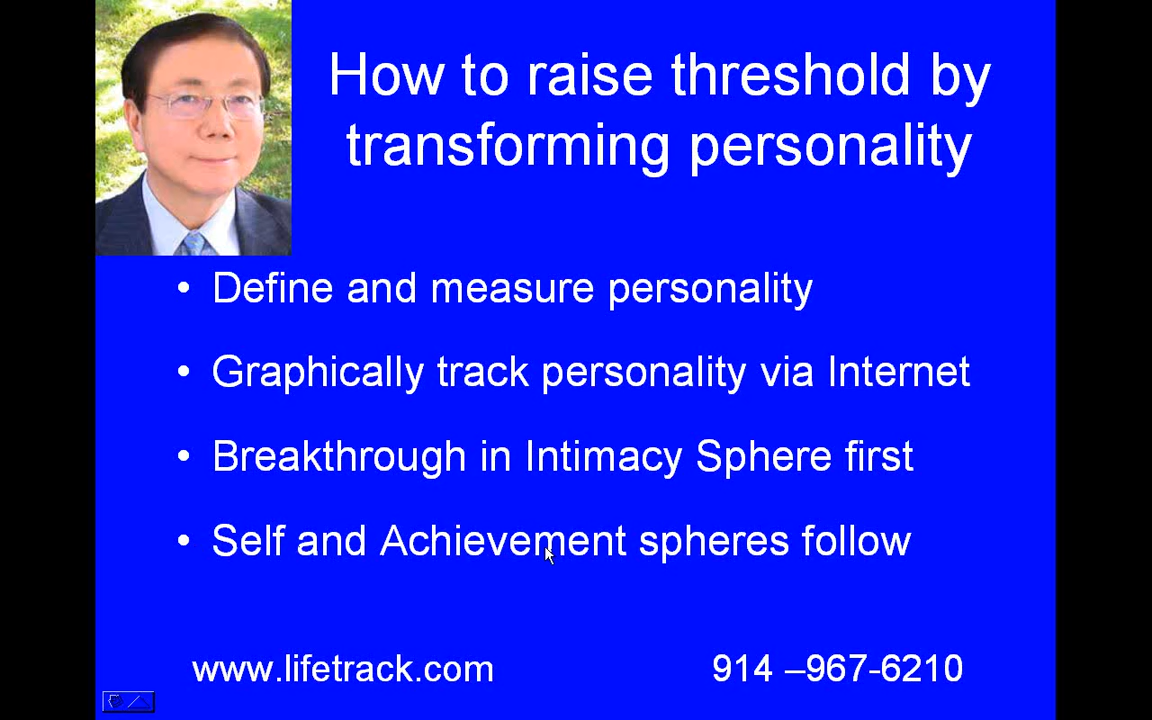 How to raise threshold by
transforming personality
• Define and measure personality
• Graphically track personality via Internet
• Breakthrough in Intimacy Sphere first
• Self and Achievement spheres follow
www.lifetrack.com 914 –967-6210